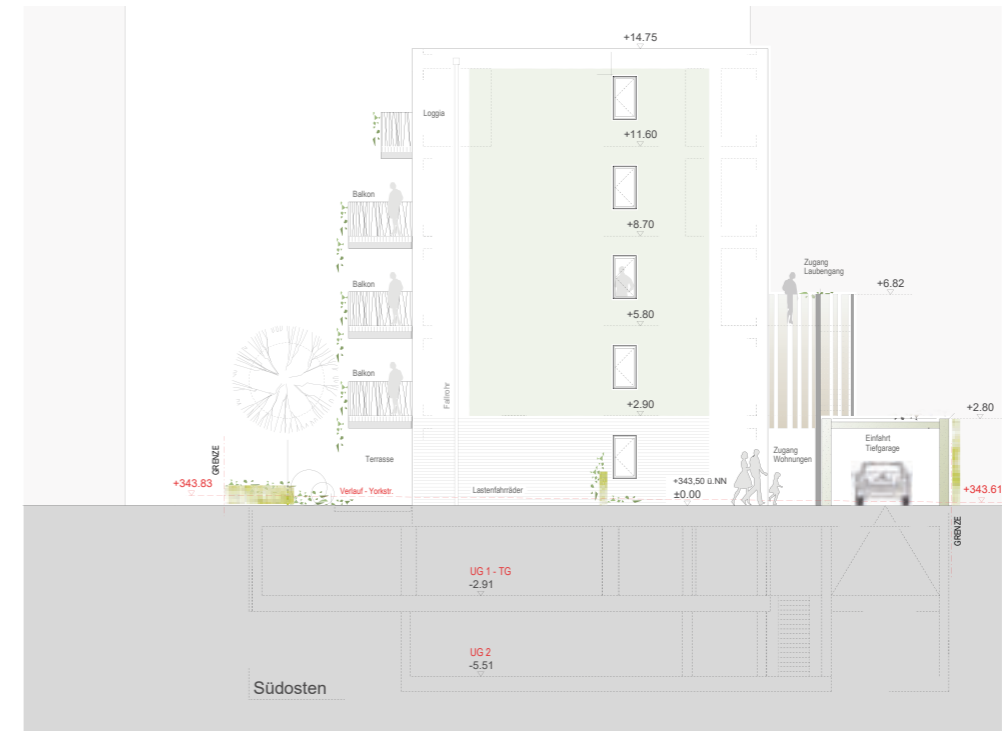 +14.75
Loggia
+11.60
Balkon
+8.70
Zugang
Laubengang
+6.82
Balkon
+5.80
Balkon
Fallrohr
+2.90
+2.80
Einfahrt
Tiefgarage
GRENZE
Terrasse
Zugang
Wohnungen
+343.83
Verlauf - Yorkstr.
Lastenfahrräder
+343,50 ü.NN
±0.00
+343.61
GRENZE
UG 1 - TG
-2.91
UG 2
-5.51
Südosten